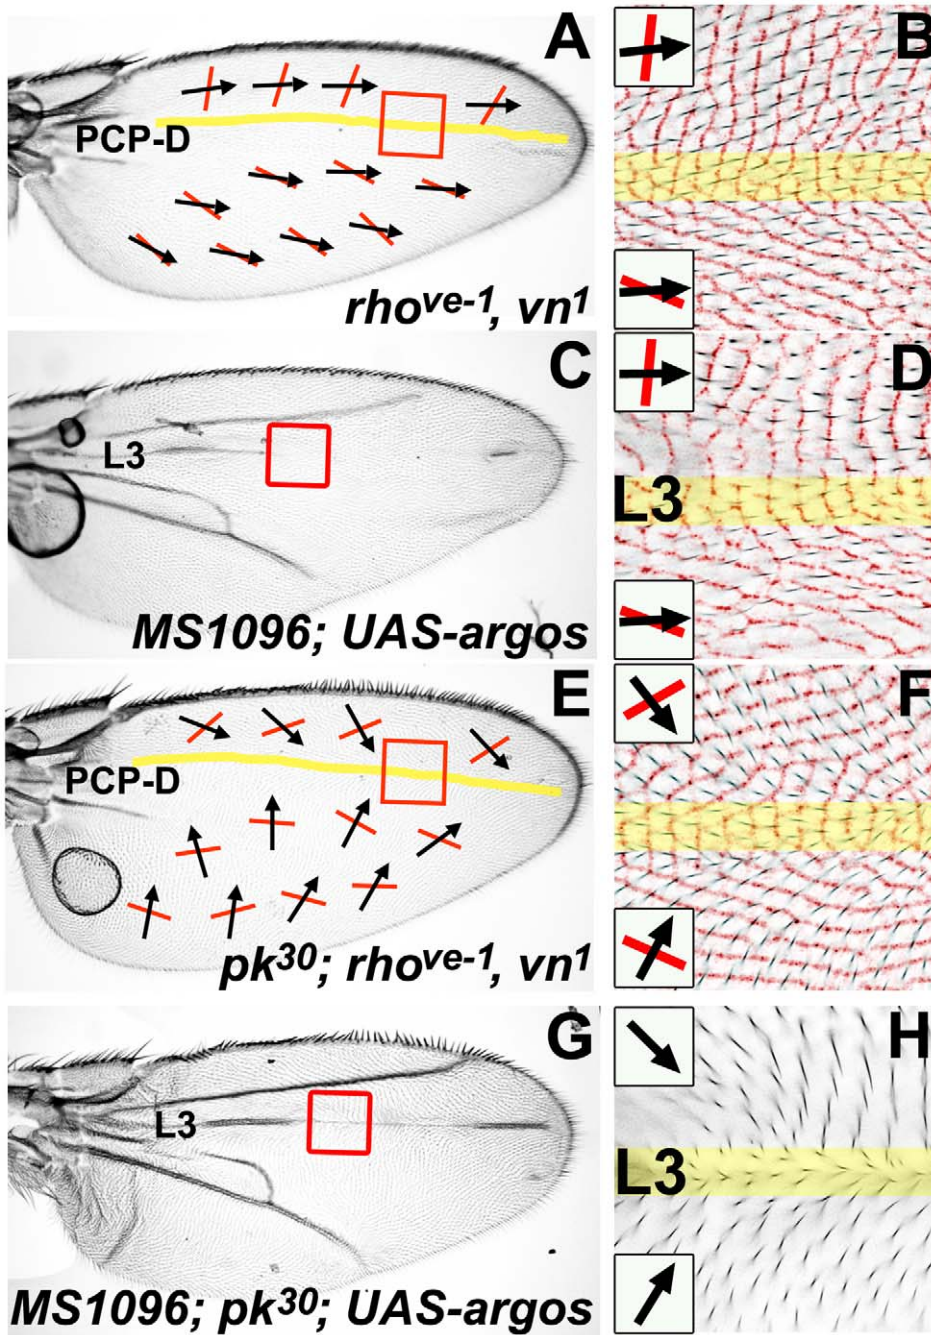 A
B
PCP-D
rho^ve-1, vn^1
C
D
L3
L3
MS1096; UAS-argos
E
F
PCP-D
pk^30; rho^ve-1, vn^1
G
H
L3
L3
MS1096; pk^30; UAS-argos